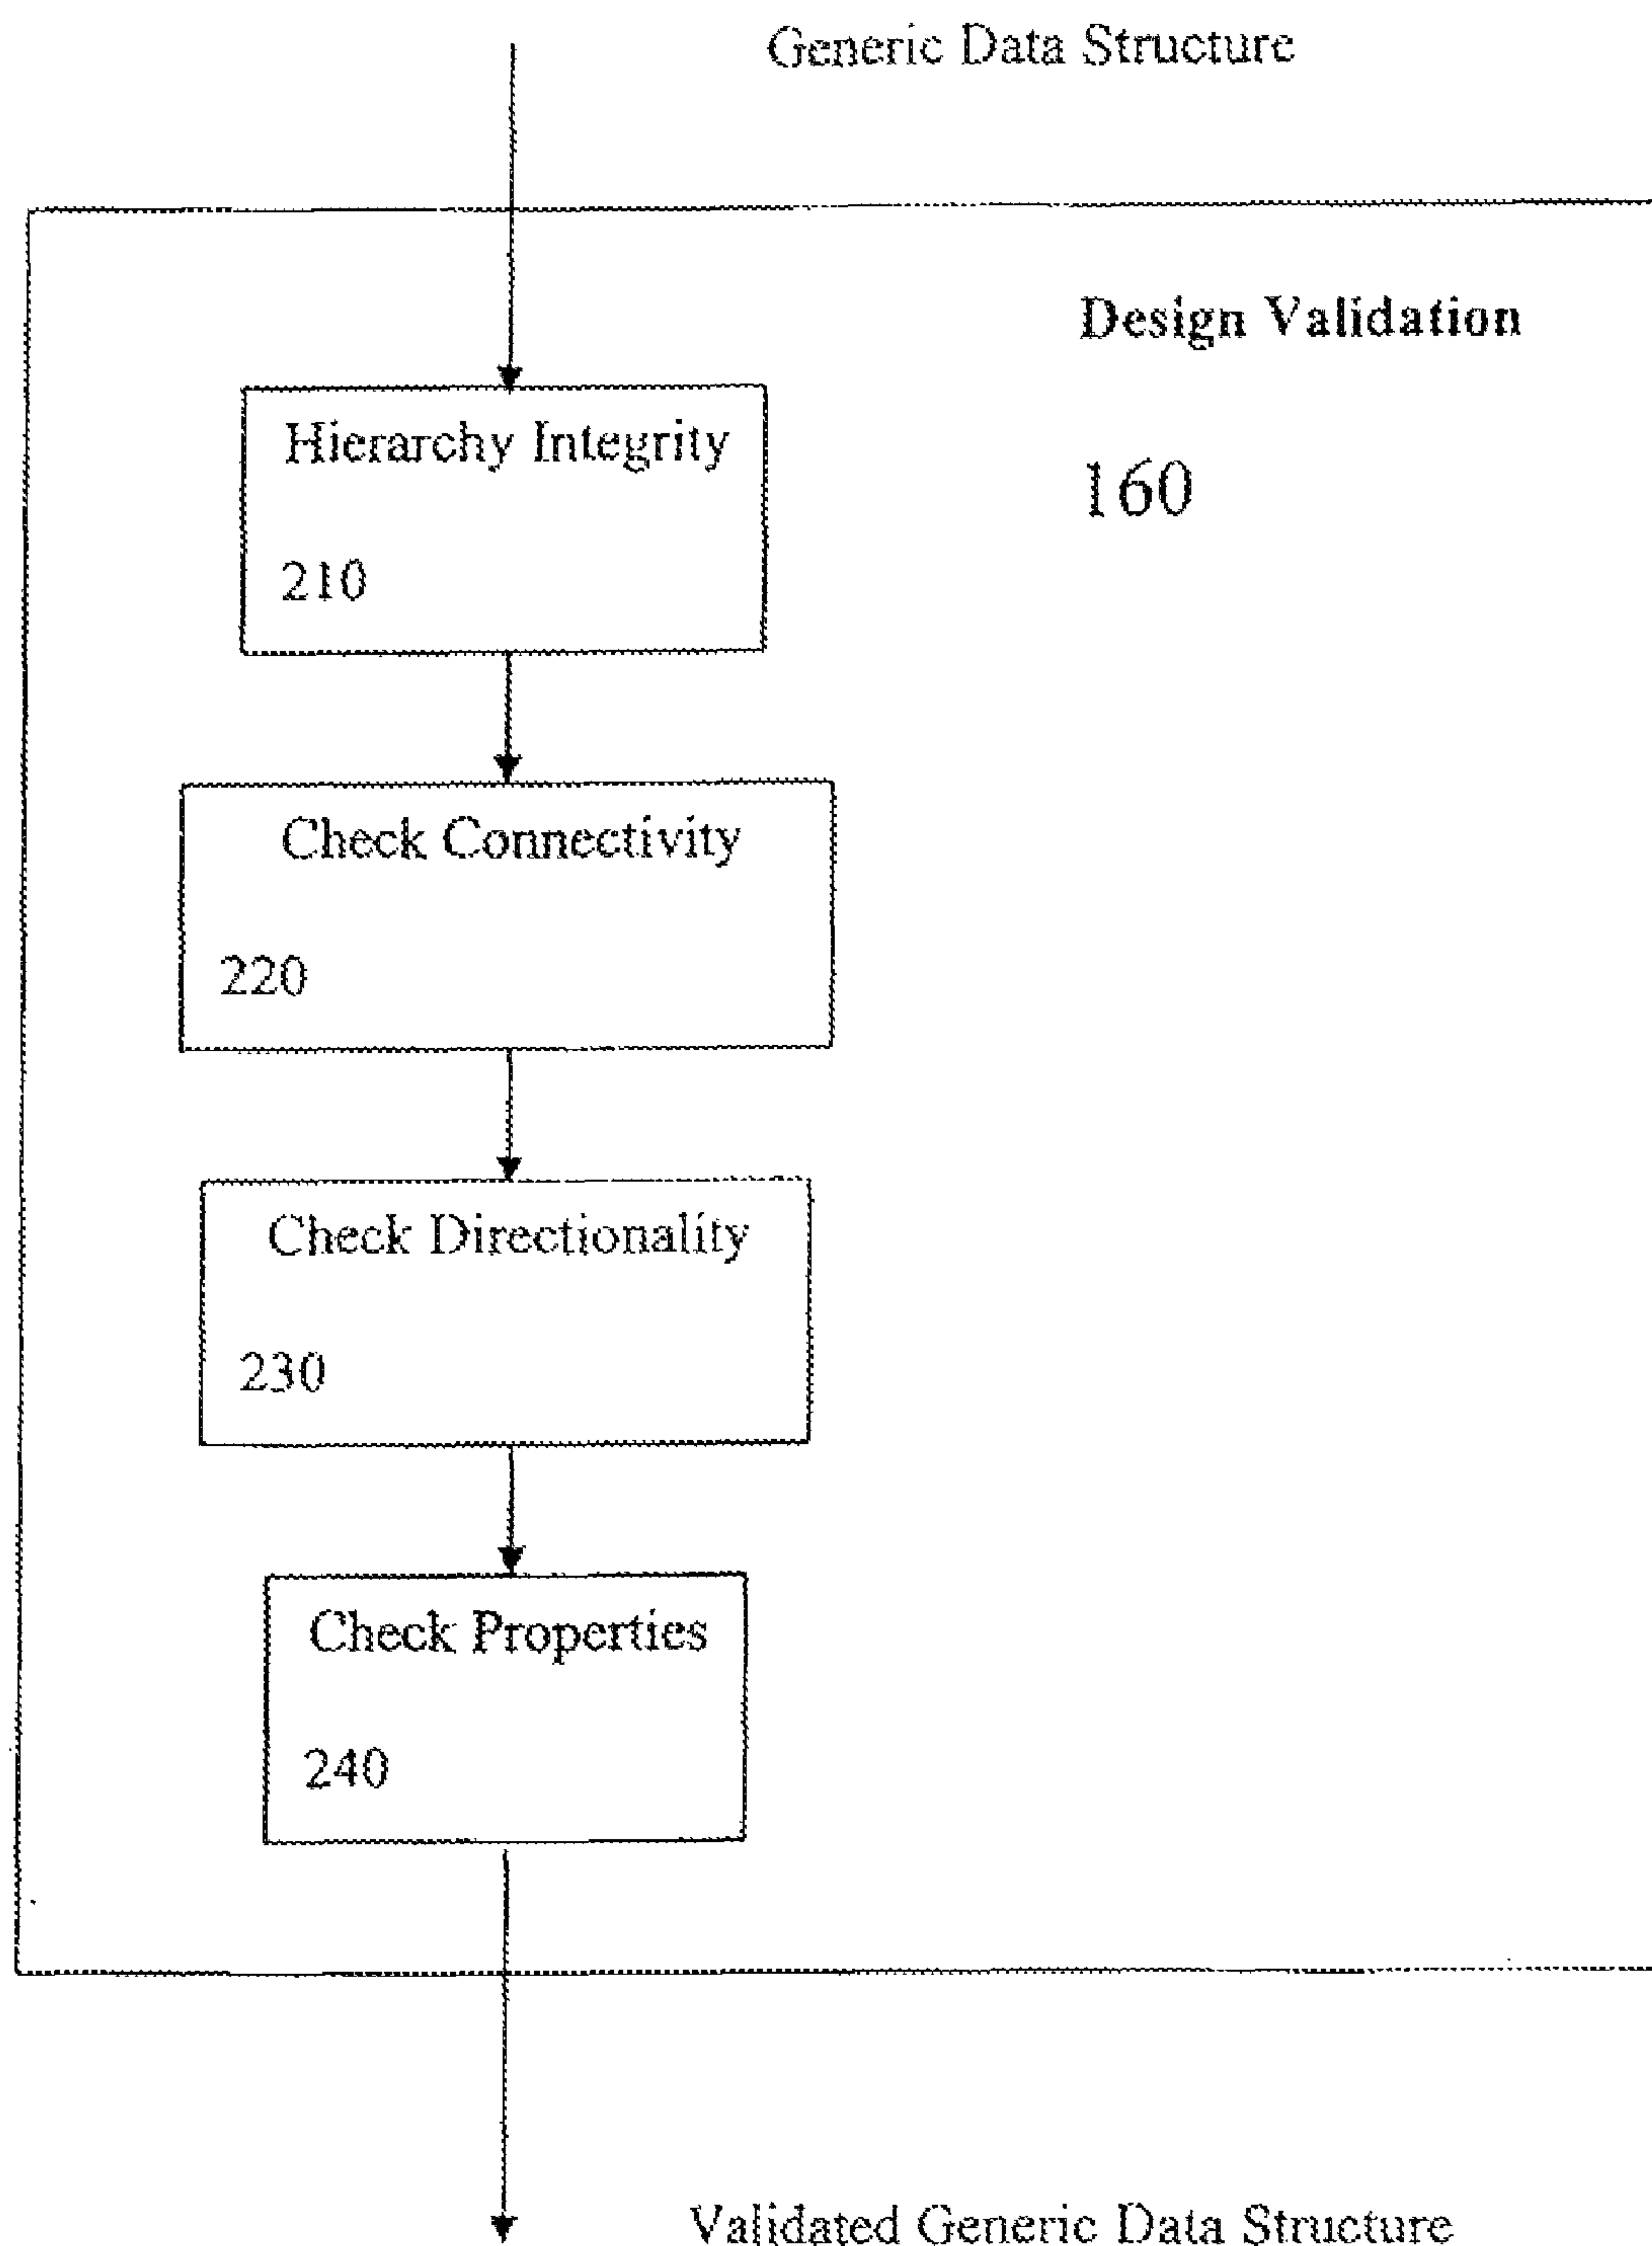 Generic Data Structure
Design Validation
160
Hierarchy Integrity
210
Check Connectivity
220
Check Directionality
230
Check Properties
240
Validated Generic Data Structure